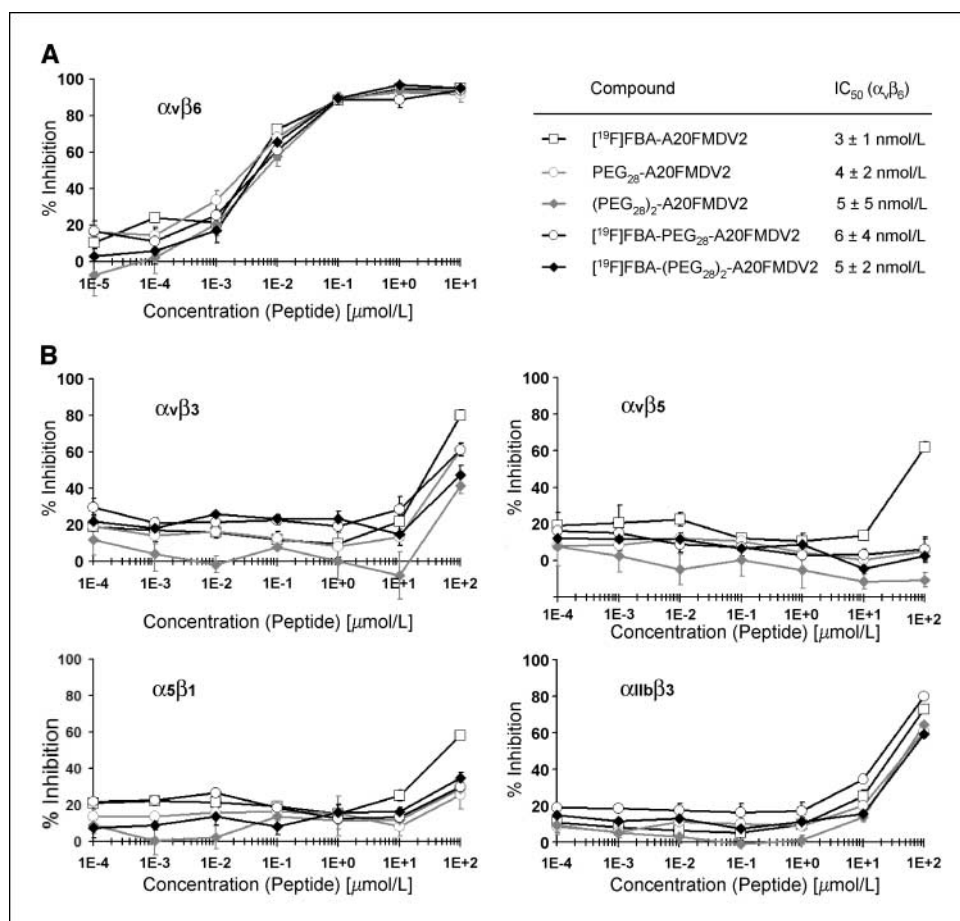 A
αvβ6
% Inhibition
100
80
60
40
20
0
1E-5 1E-4 1E-3 1E-2 1E-1 1E+0 1E+1
Concentration (Peptide) [μmol/L]
Compound IC50 (αvβ6)
[19F]FBA-A20FMDV2 3 ± 1 nmol/L
PEG28-A20FMDV2 4 ± 2 nmol/L
(PEG28)2-A20FMDV2 5 ± 5 nmol/L
[19F]FBA-PEG28-A20FMDV2 6 ± 4 nmol/L
[19F]FBA-(PEG28)2-A20FMDV2 5 ± 2 nmol/L
B
αvβ3
% Inhibition
100
80
60
40
20
0
1E-4 1E-3 1E-2 1E-1 1E+0 1E+1 1E+2
Concentration (Peptide) [μmol/L]
αvβ5
% Inhibition
100
80
60
40
20
0
1E-4 1E-3 1E-2 1E-1 1E+0 1E+1 1E+2
Concentration (Peptide) [μmol/L]
α5β1
% Inhibition
100
80
60
40
20
0
1E-4 1E-3 1E-2 1E-1 1E+0 1E+1 1E+2
Concentration (Peptide) [μmol/L]
αIIbβ3
% Inhibition
100
80
60
40
20
0
1E-4 1E-3 1E-2 1E-1 1E+0 1E+1 1E+2
Concentration (Peptide) [μmol/L]